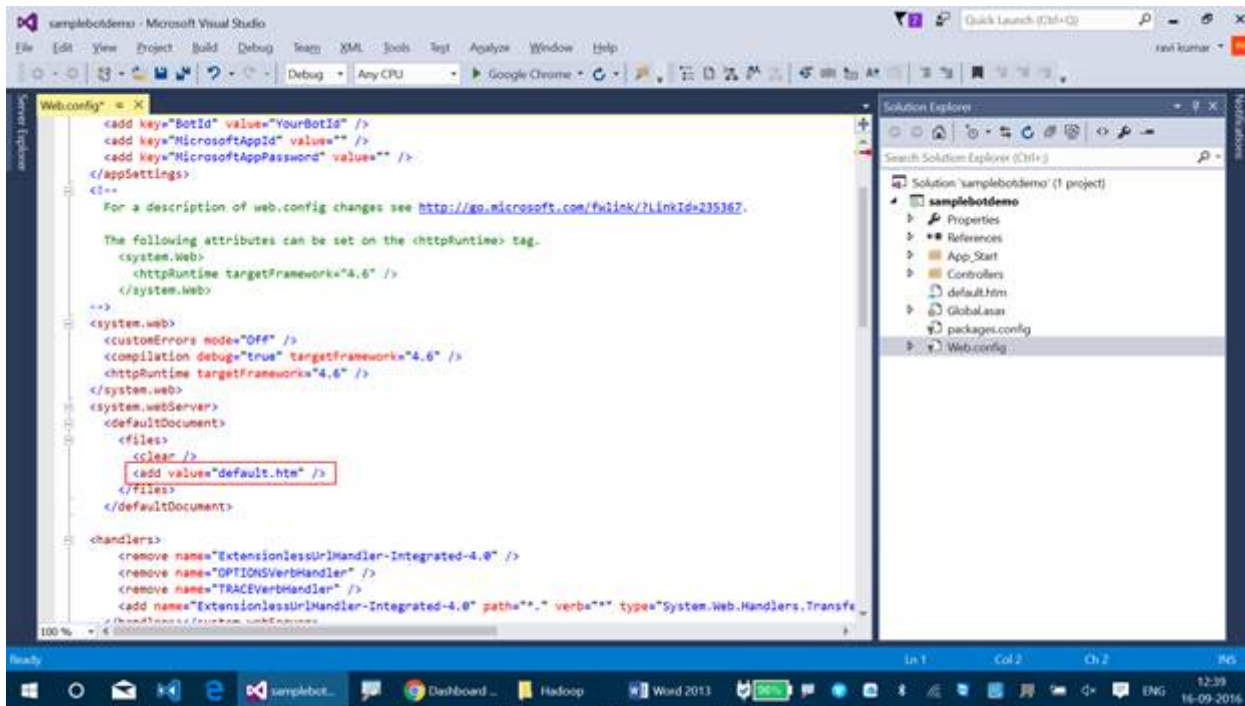 samplebotdemo - Microsoft Visual Studio
Quick Launch (Ctrl+Q)
File Edit View Project Build Debug Team XML Tools Test Analyze Window Help
ravi kumar
Debug Any CPU Google Chrome
Server Explorer
Web.config*
<add key="BotId" value="YourBotId" />
<add key="MicrosoftAppId" value="" />
<add key="MicrosoftAppPassword" value="" />
</appSettings>
<!--
For a description of web.config changes see http://go.microsoft.com/fwlink/?LinkId=235367.
The following attributes can be set on the <httpRuntime> tag.
<system.Web>
<httpRuntime targetFramework="4.6" />
</system.Web>
-->
<system.web>
<customErrors mode="Off" />
<compilation debug="true" targetFramework="4.6" />
<httpRuntime targetFramework="4.6" />
</system.web>
<system.webServer>
<defaultDocument>
<files>
<clear />
<add value="default.htm" />
</files>
</defaultDocument>
<handlers>
<remove name="ExtensionlessUrlHandler-Integrated-4.0" />
<remove name="OPTIONSVerbHandler" />
<remove name="TRACEVerbHandler" />
<add name="ExtensionlessUrlHandler-Integrated-4.0" path="*." verb="*" type="System.Web.Handlers.Transfe
</handlers></system.webServer>
100 %
Solution Explorer
Search Solution Explorer (Ctrl+;)
Solution 'samplebotdemo' (1 project)
samplebotdemo
Properties
References
App_Start
Controllers
default.htm
Global.asax
packages.config
Web.config
Notifications
Ready Ln 1 Col 2 Ch 2 INS
samplebot... Dashboard - Hadoop Word 2013 ENG 12:39
16-09-2016